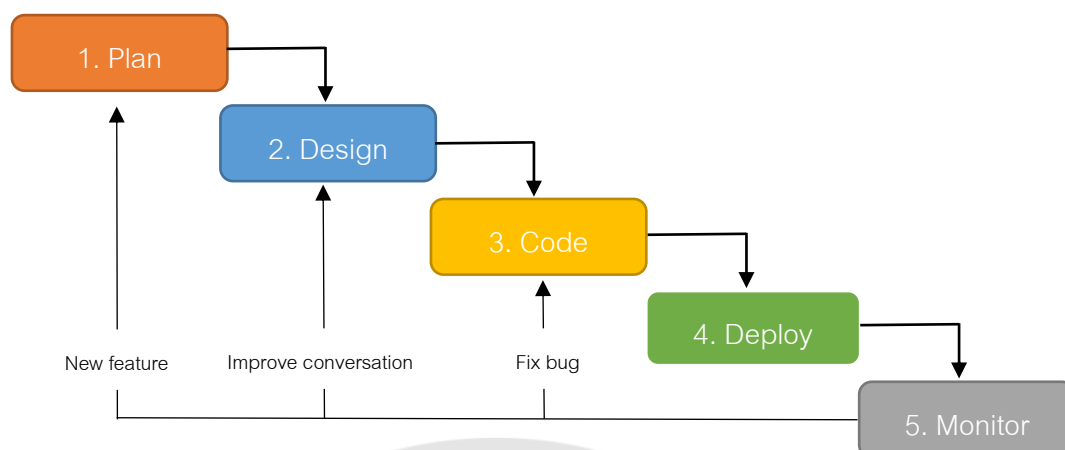 1. Plan
2. Design
3. Code
4. Deploy
New feature
Improve conversation
Fix bug
5. Monitor